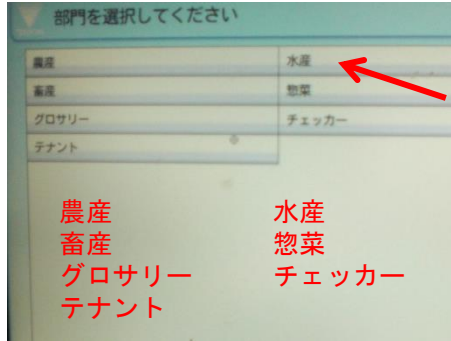 部門を選択してください
農産 水産
畜産 惣菜
グロサリー チェッカー
テナント
農産 水産
畜産 惣菜
グロサリー チェッカー
テナント